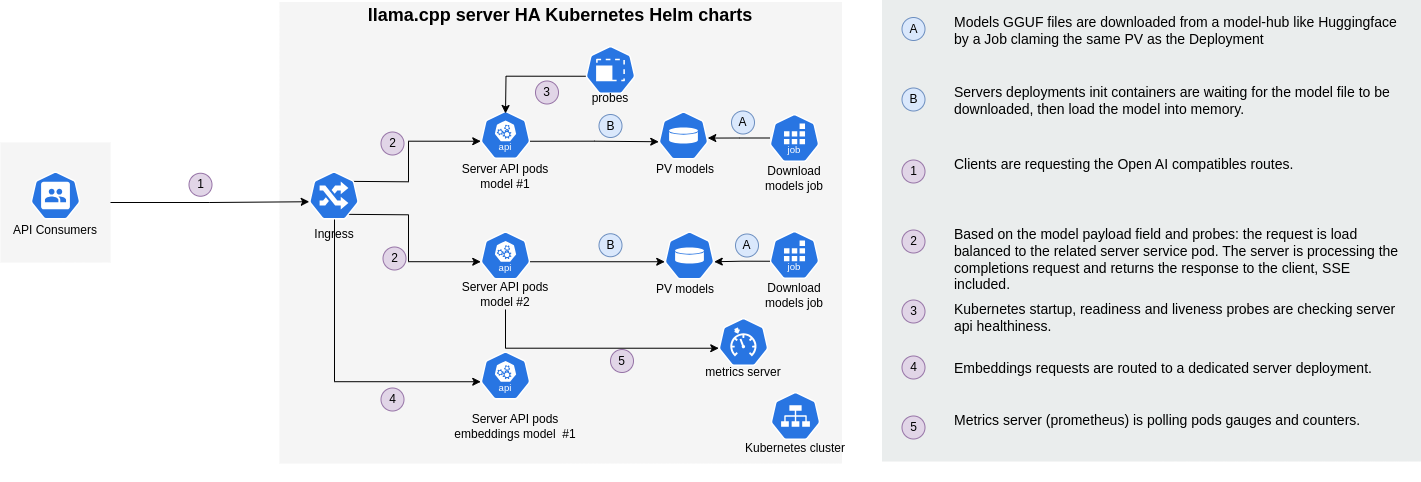 llama.cpp server HA Kubernetes Helm charts
probes
3
api
Server API pods
model #1
2
B
PV models
A
job
Download
models job
1
API Consumers
Ingress
2
api
Server API pods
model #2
B
PV models
A
job
Download
models job
5
metrics server
4
api
Server API pods
embeddings model #1
Kubernetes cluster
A
Models GGUF files are downloaded from a model-hub like Huggingface
by a Job claming the same PV as the Deployment
B
Servers deployments init containers are waiting for the model file to be
downloaded, then load the model into memory.
1
Clients are requesting the Open AI compatibles routes.
2
Based on the model payload field and probes: the request is load
balanced to the related server service pod. The server is processing the
completions request and returns the response to the client, SSE
included.
3
Kubernetes startup, readiness and liveness probes are checking server
api healthiness.
4
Embeddings requests are routed to a dedicated server deployment.
5
Metrics server (prometheus) is polling pods gauges and counters.